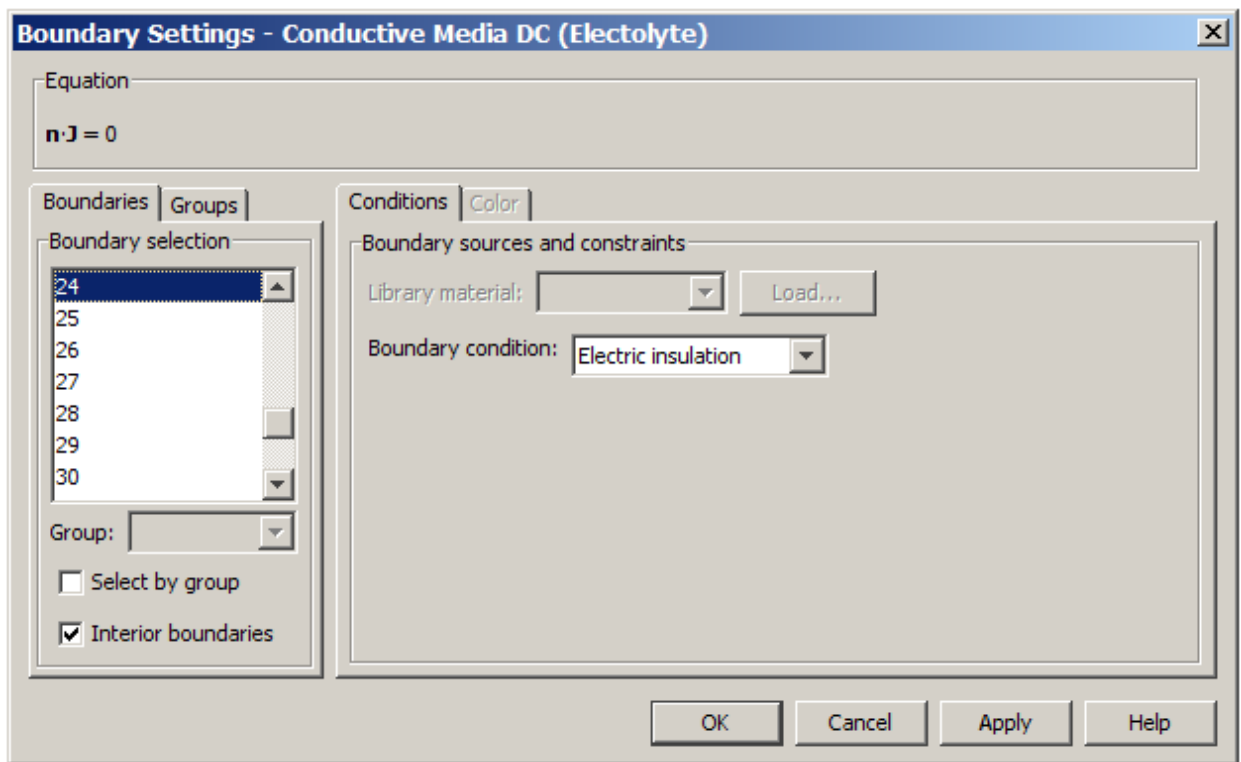 Boundary Settings - Conductive Media DC (Electolyte)
Equation
n·J = 0
Boundaries Groups
Conditions Color
Boundary selection
24
25
26
27
28
29
30
Group:
Select by group
Interior boundaries
Boundary sources and constraints
Library material: Load...
Boundary condition: Electric insulation
OK Cancel Apply Help